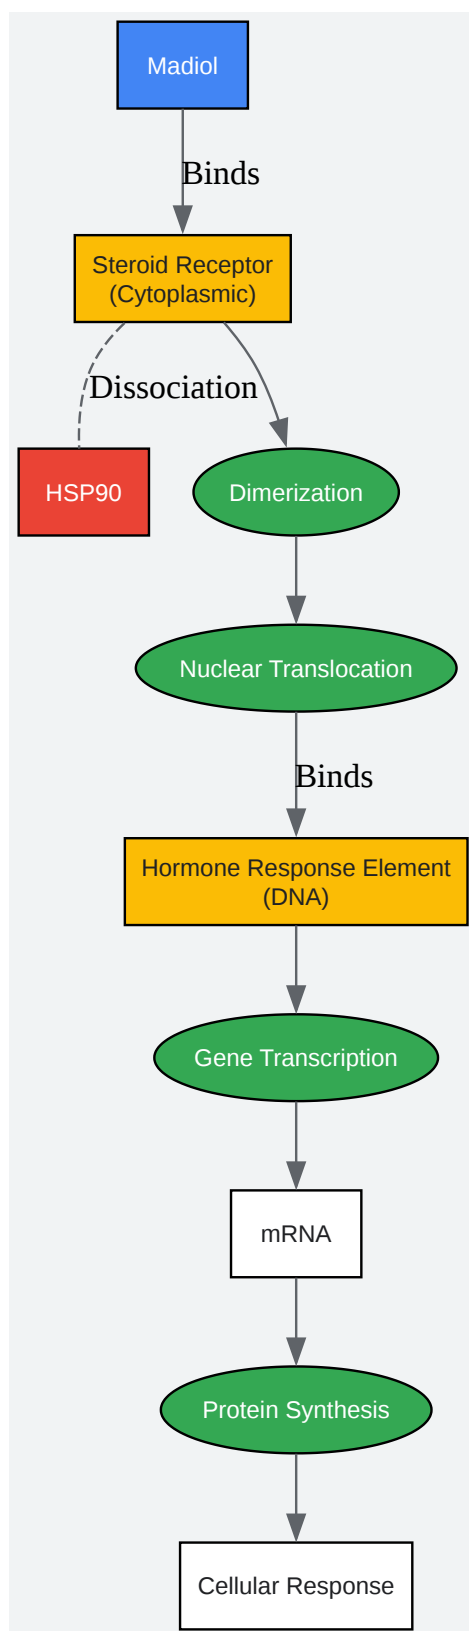 Madiol
Binds
Steroid Receptor
(Cytoplasmic)
Dissociation
HSP90
Dimerization
Nuclear Translocation
Binds
Hormone Response Element
(DNA)
Gene Transcription
mRNA
Protein Synthesis
Cellular Response